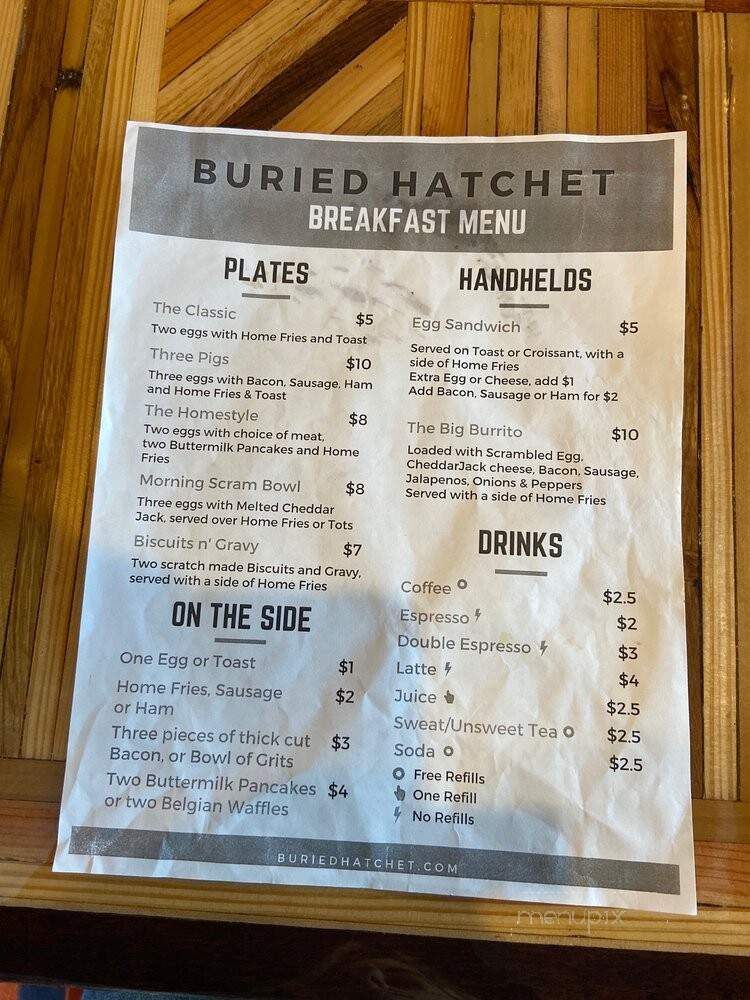 BURIED HATCHET
BREAKFAST MENU
PLATES
The Classic $5
Two eggs with Home Fries and Toast
Three Pigs $10
Three eggs with Bacon, Sausage, Ham
and Home Fries & Toast
The Homestyle $8
Two eggs with choice of meat,
two Buttermilk Pancakes and Home
Fries
Morning Scram Bowl $8
Three eggs with Melted Cheddar
Jack, served over Home Fries or Tots
Biscuits n' Gravy $7
Two scratch made Biscuits and Gravy,
served with a side of Home Fries
ON THE SIDE
One Egg or Toast $1
Home Fries, Sausage $2
or Ham
Three pieces of thick cut $3
Bacon, or Bowl of Grits
Two Buttermilk Pancakes $4
or two Belgian Waffles
HANDHELDS
Egg Sandwich $5
Served on Toast or Croissant, with a
side of Home Fries
Extra Egg or Cheese, add $1
Add Bacon, Sausage or Ham for $2
The Big Burrito $10
Loaded with Scrambled Egg,
CheddarJack cheese, Bacon, Sausage,
Jalapenos, Onions & Peppers
Served with a side of Home Fries
DRINKS
Coffee $2.5
Espresso $2
Double Espresso $3
Latte $4
Juice $2.5
Sweat/Unsweet Tea $2.5
Soda $2.5
Free Refills
One Refill
No Refills
BURIEDHATCHET.COM
menupix